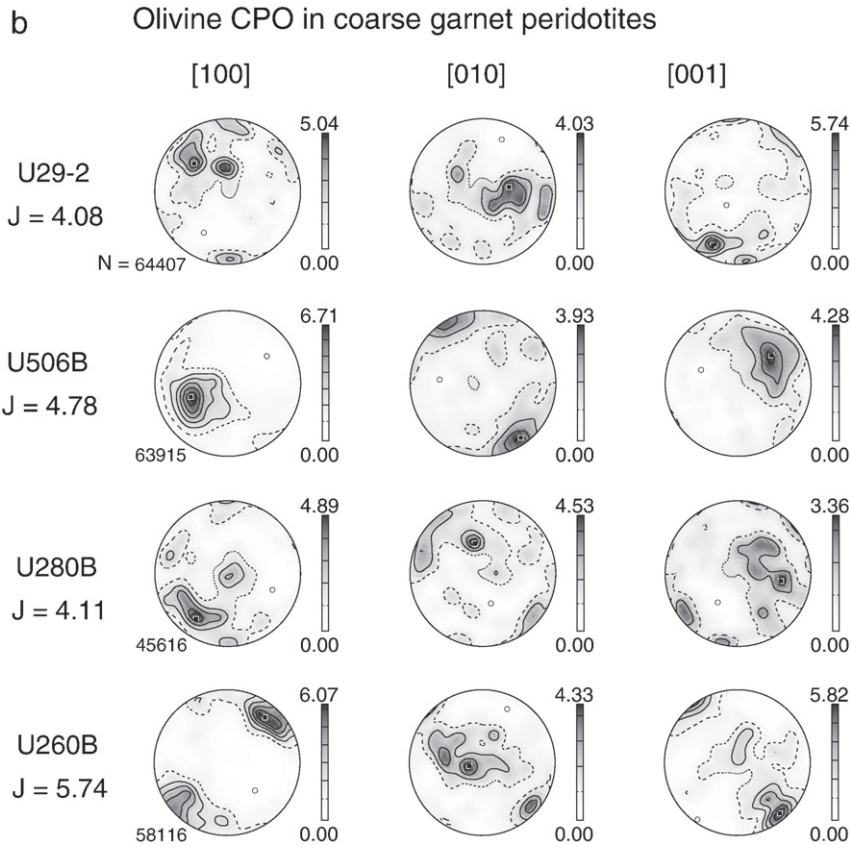 b Olivine CPO in coarse garnet peridotites
[100] [010] [001]
5.04 4.03 5.74
U29-2
J = 4.08
N = 64407 0.00 0.00 0.00
6.71 3.93 4.28
U506B
J = 4.78
63915 0.00 0.00 0.00
4.89 4.53 3.36
U280B
J = 4.11
45616 0.00 0.00 0.00
6.07 4.33 5.82
U260B
J = 5.74
58116 0.00 0.00 0.00